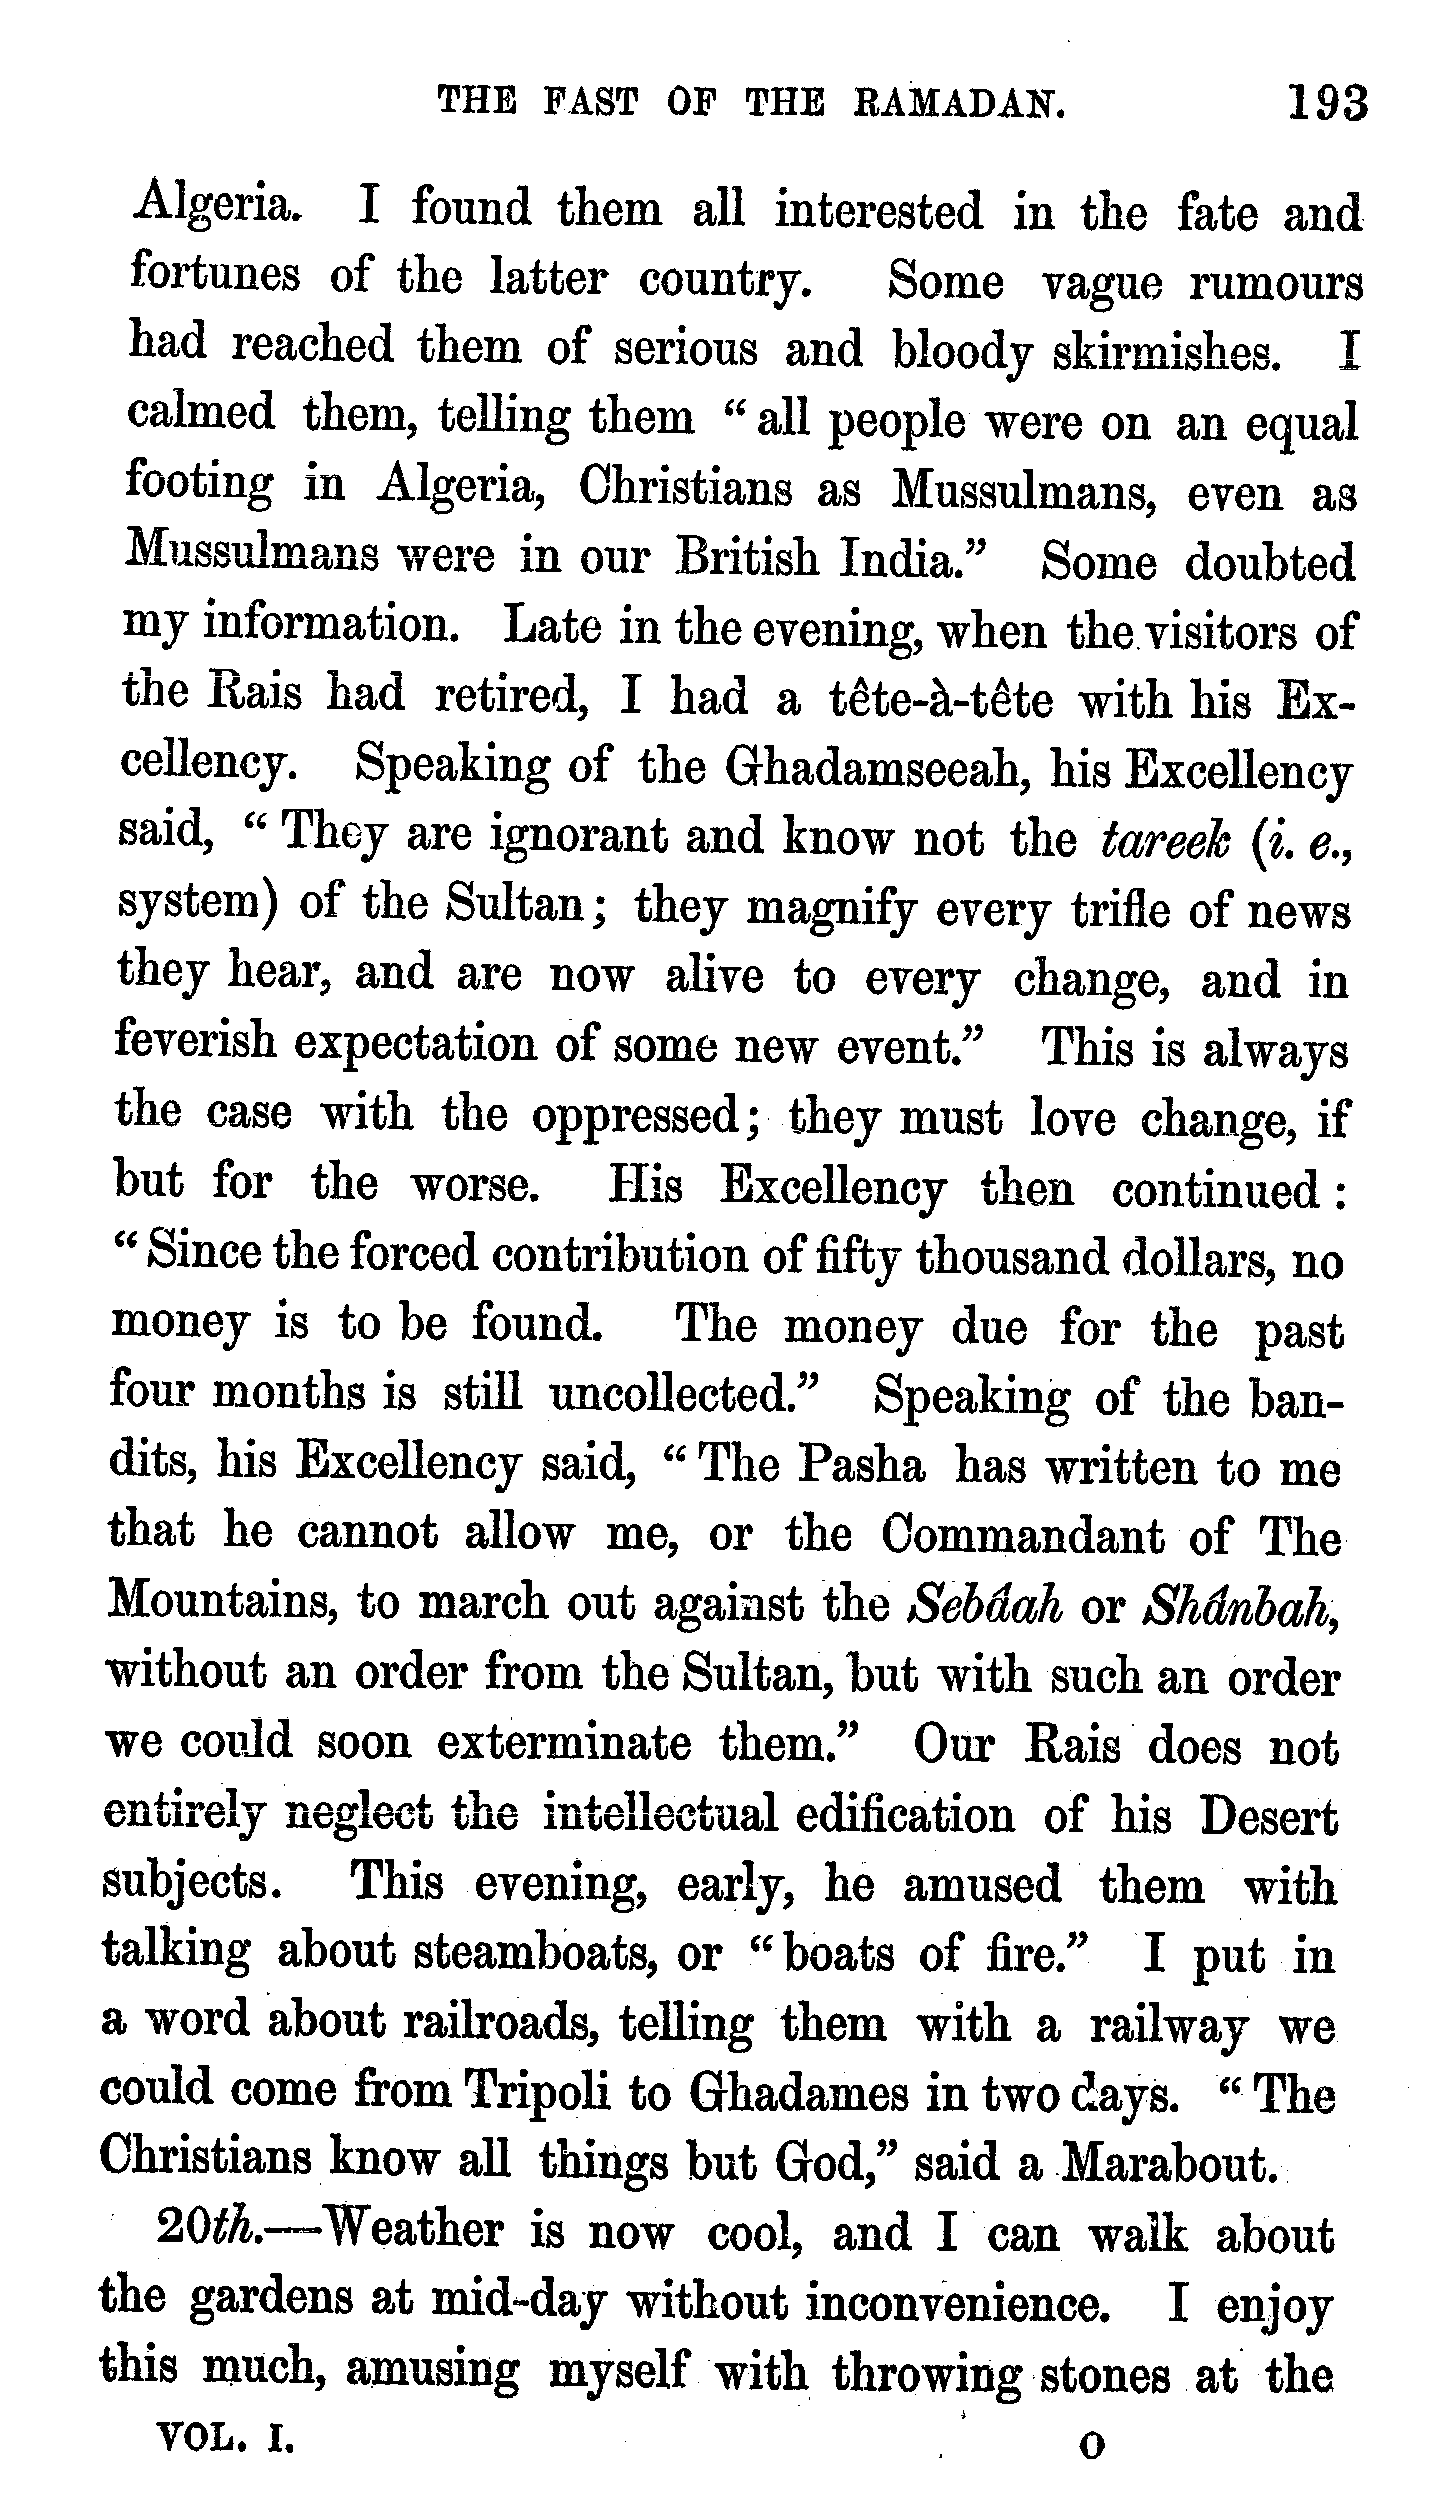 THE FAST OF THE RAMADAN. 193
Algeria. I found them all interested in the fate and
fortunes of the latter country. Some vague rumours
had reached them of serious and bloody skirmishes. I
calmed them, telling them “all people were on an equal
footing in Algeria, Christians as Mussulmans, even as
Mussulmans were in our British India.” Some doubted
my information. Late in the evening, when the visitors of
the Rais had retired, I had a tête-à-tête with his Ex-
cellency. Speaking of the Ghadamseeah, his Excellency
said, “They are ignorant and know not the tareek (i. e.,
system) of the Sultan; they magnify every trifle of news
they hear, and are now alive to every change, and in
feverish expectation of some new event.” This is always
the case with the oppressed; they must love change, if
but for the worse. His Excellency then continued:
“Since the forced contribution of fifty thousand dollars, no
money is to be found. The money due for the past
four months is still uncollected.” Speaking of the ban-
dits, his Excellency said, “The Pasha has written to me
that he cannot allow me, or the Commandant of The
Mountains, to march out against the Sebâah or Shânbah,
without an order from the Sultan, but with such an order
we could soon exterminate them.” Our Rais does not
entirely neglect the intellectual edification of his Desert
subjects. This evening, early, he amused them with
talking about steamboats, or “boats of fire.” I put in
a word about railroads, telling them with a railway we
could come from Tripoli to Ghadames in two days. “The
Christians know all things but God,” said a Marabout.
20th.—Weather is now cool, and I can walk about
the gardens at mid-day without inconvenience. I enjoy
this much, amusing myself with throwing stones at the
VOL. I. O